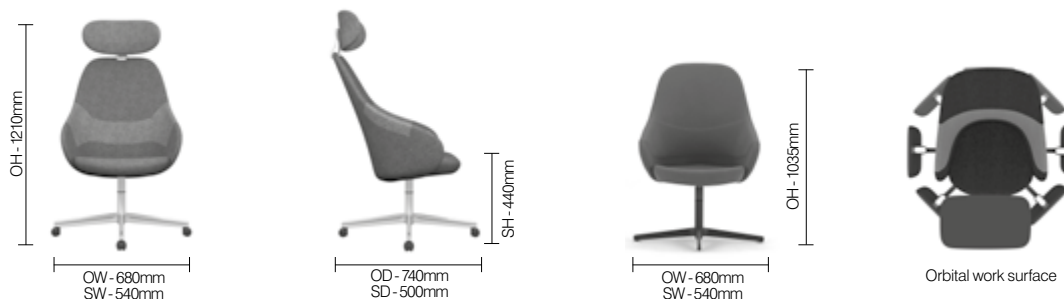 OH - 1210mm
OW - 680mm
SW - 540mm
SH - 440mm
OD - 740mm
SD - 500mm
OH - 1035mm
OW - 680mm
SW - 540mm
Orbital work surface